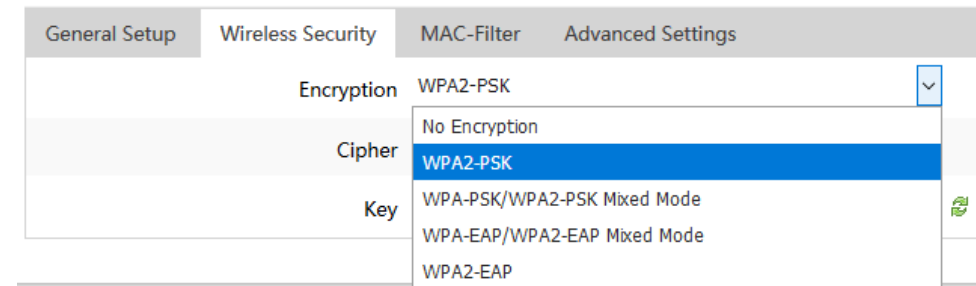 General Setup Wireless Security MAC-Filter Advanced Settings
Encryption WPA2-PSK
No Encryption
Cipher
WPA2-PSK
Key
WPA-PSK/WPA2-PSK Mixed Mode
WPA-EAP/WPA2-EAP Mixed Mode
WPA2-EAP